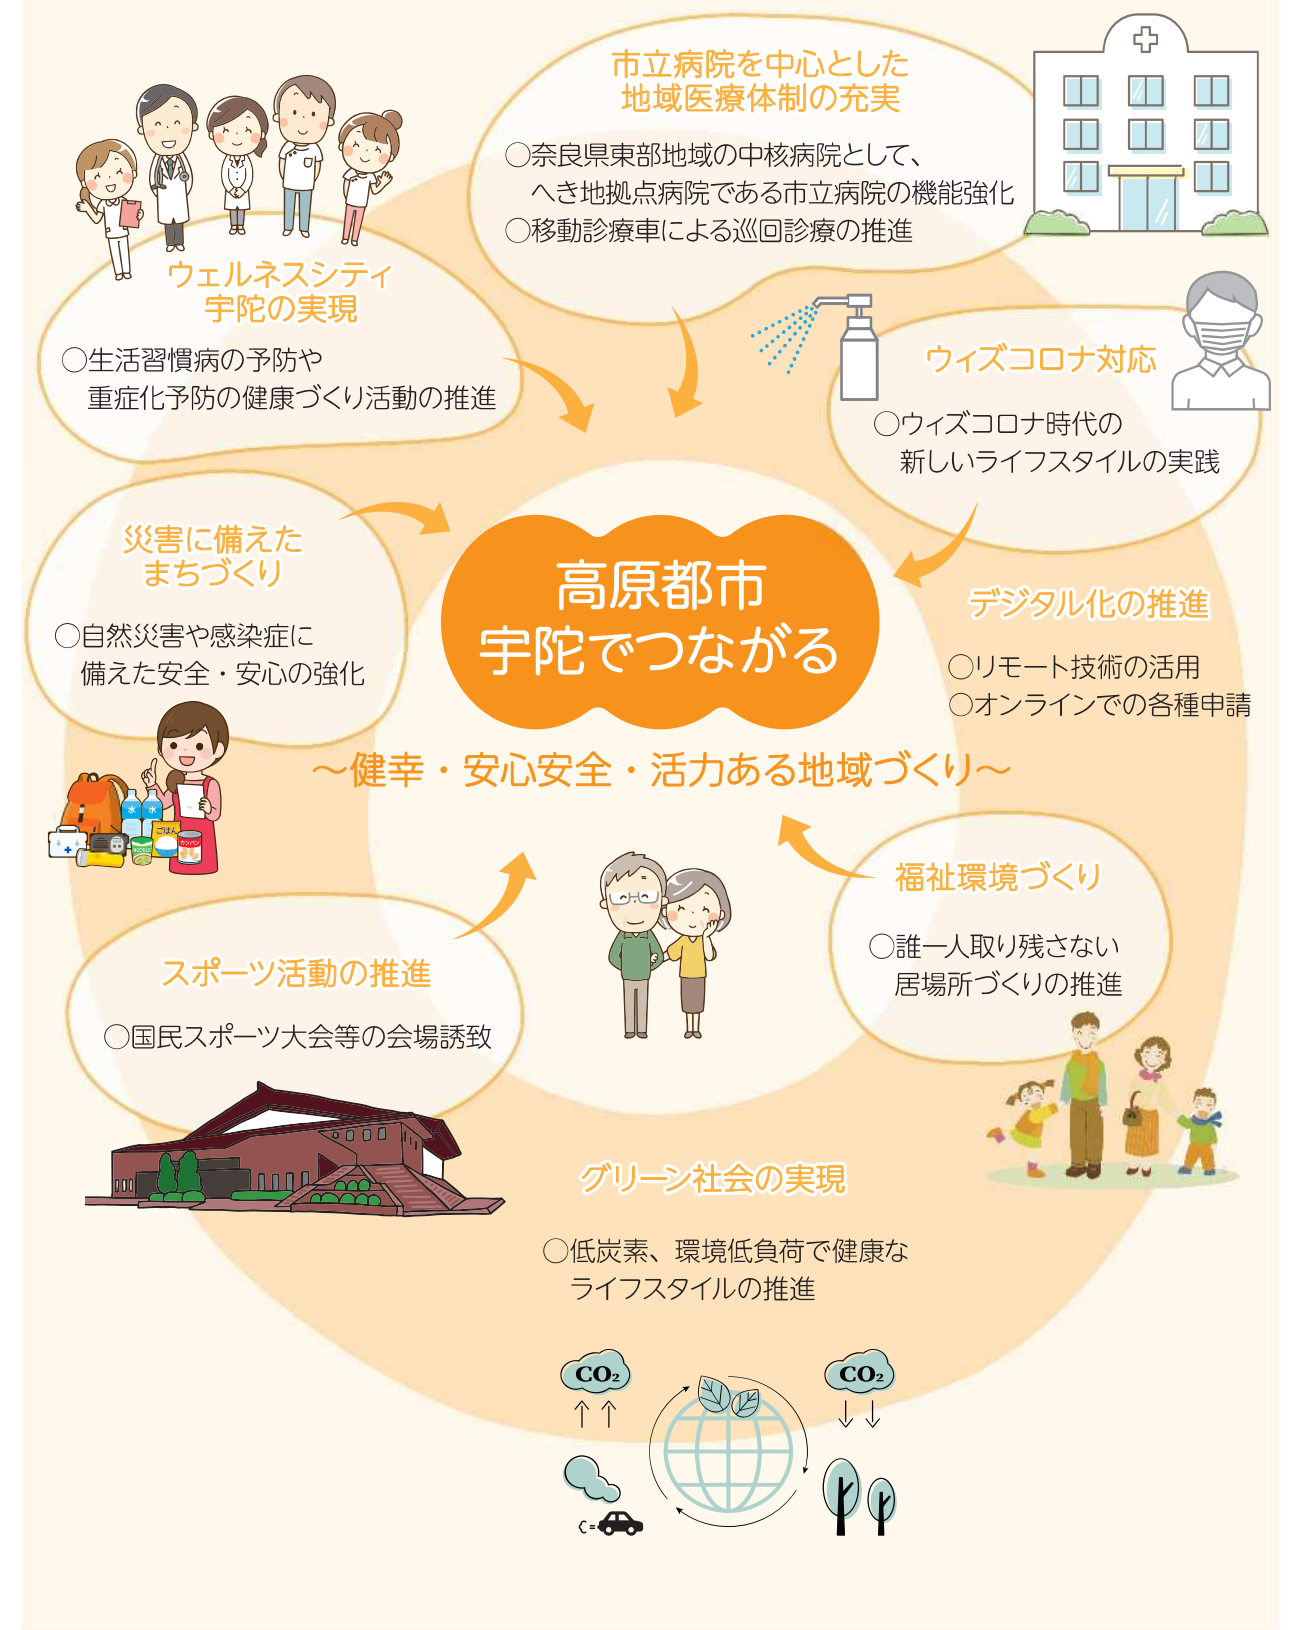 市立病院を中心とした
地域医療体制の充実
○奈良県東部地域の中核病院として、
へき地拠点病院である市立病院の機能強化
○移動診療車による巡回診療の推進
ウェルネスシティ
宇陀の実現
○生活習慣病の予防や
重症化予防の健康づくり活動の推進
ウィズコロナ対応
○ウィズコロナ時代の
新しいライフスタイルの実践
災害に備えた
まちづくり
○自然災害や感染症に
備えた安全・安心の強化
高原都市
宇陀でつながる
～健幸・安心安全・活力ある地域づくり～
デジタル化の推進
○リモート技術の活用
○オンラインでの各種申請
水
水
ごはん
NOODLE
カンパン
福祉環境づくり
○誰一人取り残さない
居場所づくりの推進
スポーツ活動の推進
○国民スポーツ大会等の会場誘致
グリーン社会の実現
○低炭素、環境低負荷で健康な
ライフスタイルの推進
CO₂
CO₂